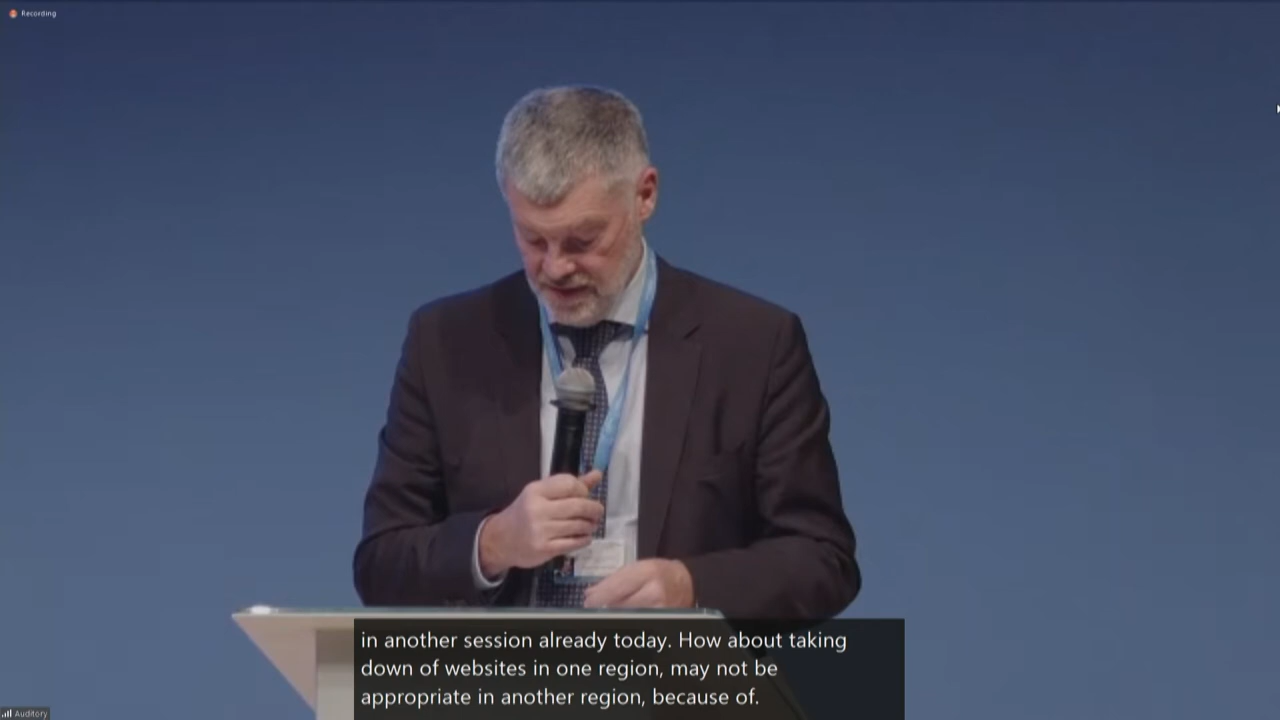 Recording
in another session already today. How about taking
down of websites in one region, may not be
appropriate in another region, because of.
Auditory